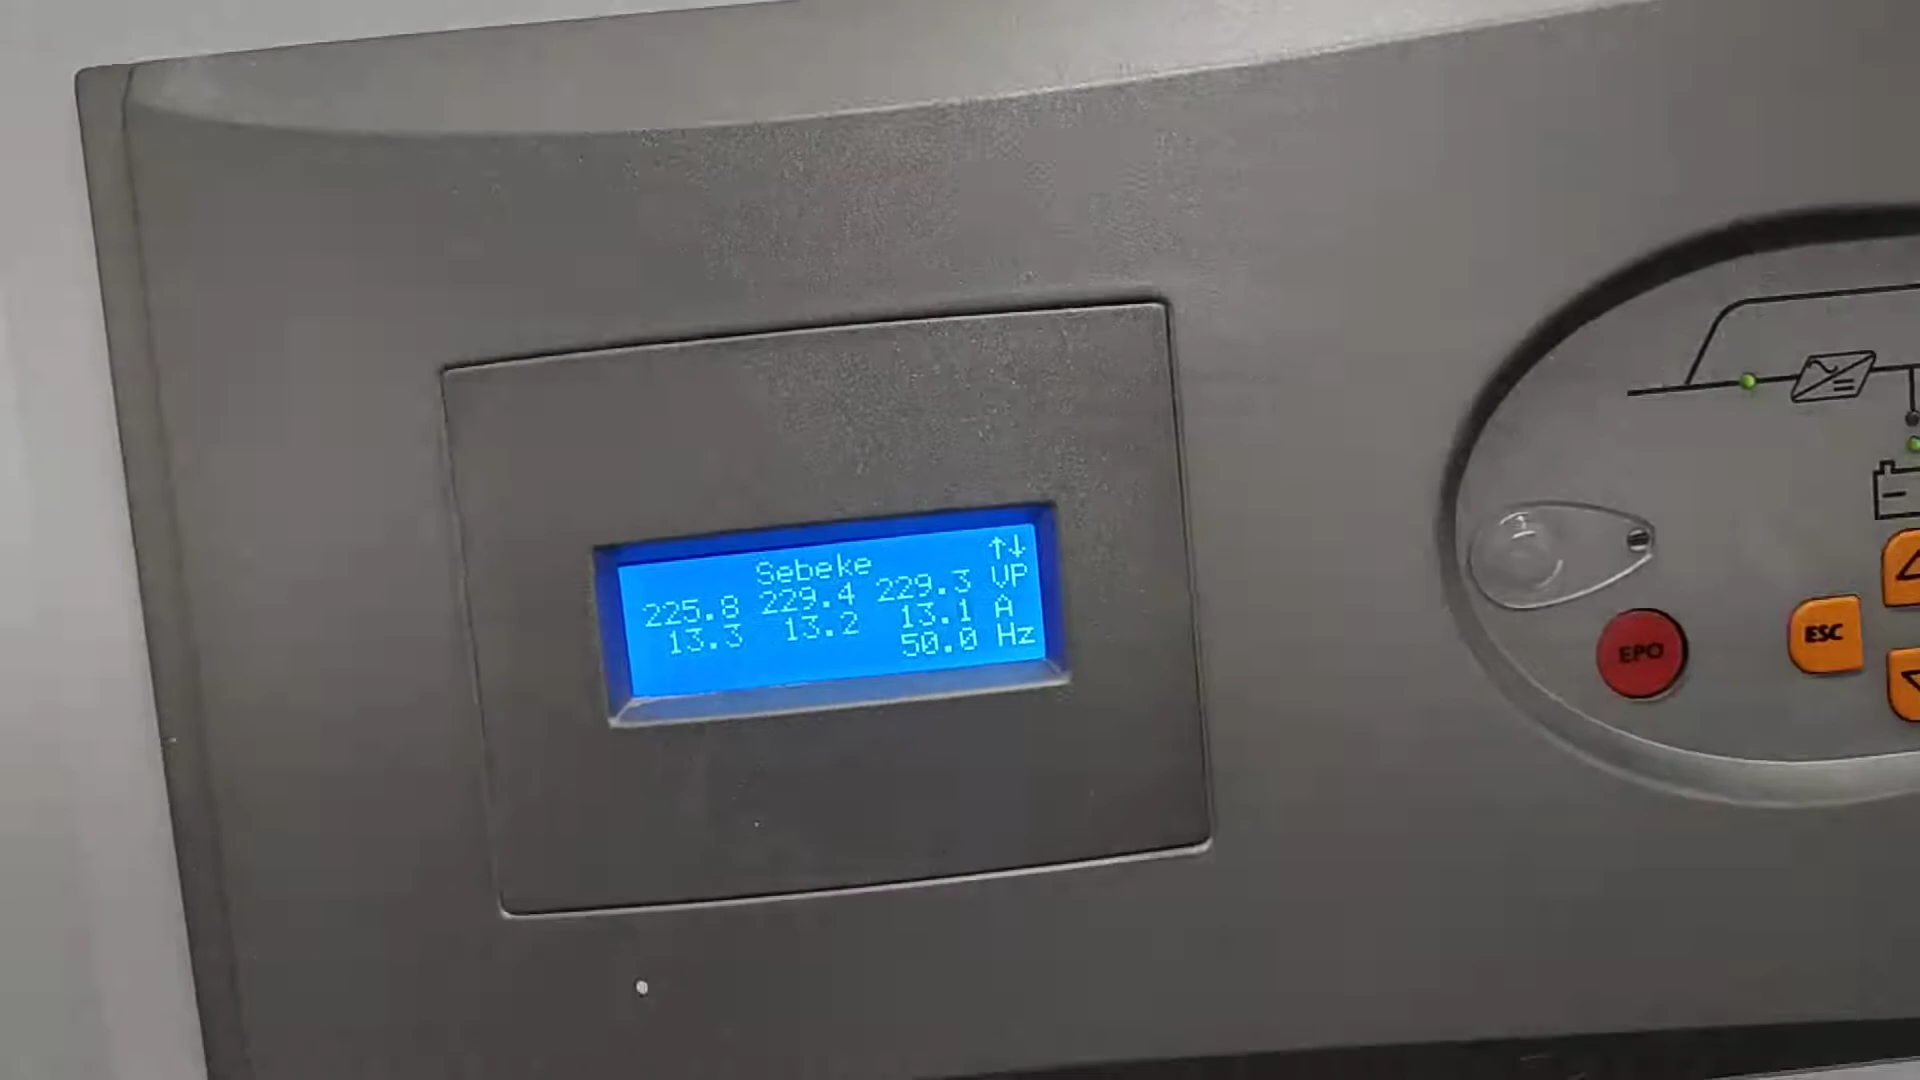 Sebeke ↑↓
225.8 229.4 229.3 VP
13.3 13.2 13.1 A
50.0 Hz
EPO
ESC